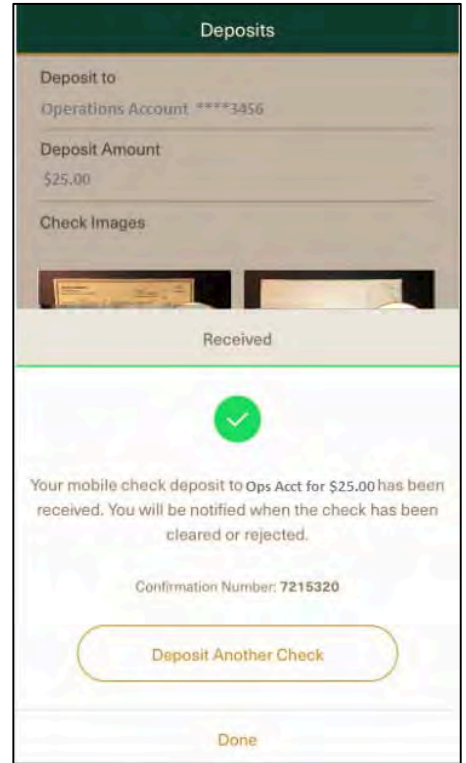 Deposits
Deposit to
Operations Account ****3456
Deposit Amount
$25.00
Check Images
Received
Your mobile check deposit to Ops Acct for $25.00 has been
received. You will be notified when the check has been
cleared or rejected.
Confirmation Number: 7215320
Deposit Another Check
Done